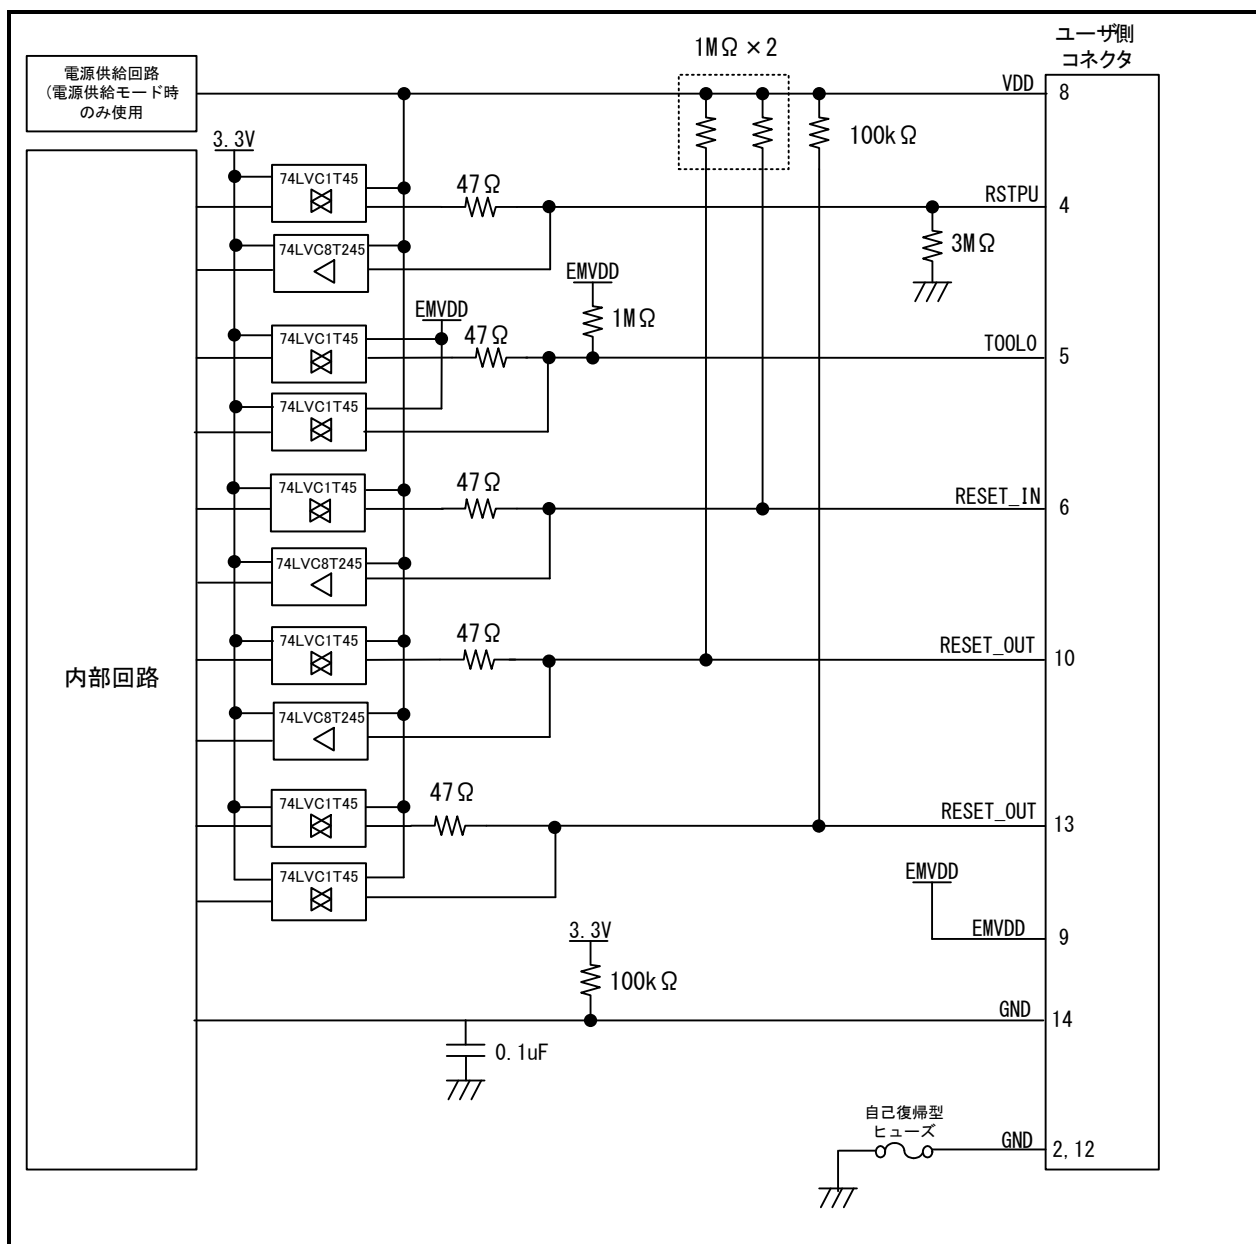 ユーザ側
コネクタ
1MΩ×2
電源供給回路
(電源供給モード時
のみ使用
VDD
8
3.3V
100kΩ
74LVC1T45
47Ω
RSTPU
4
74LVC8T245
3MΩ
EMVDD
EMVDD
1MΩ
74LVC1T45
47Ω
TOOL0
5
74LVC1T45
74LVC1T45
47Ω
RESET_IN
6
74LVC8T245
74LVC1T45
47Ω
RESET_OUT
10
内部回路
74LVC8T245
74LVC1T45
47Ω
RESET_OUT
13
74LVC1T45
EMVDD
3.3V
EMVDD
9
100kΩ
GND
14
0.1uF
自己復帰型
ヒューズ
GND
2,12